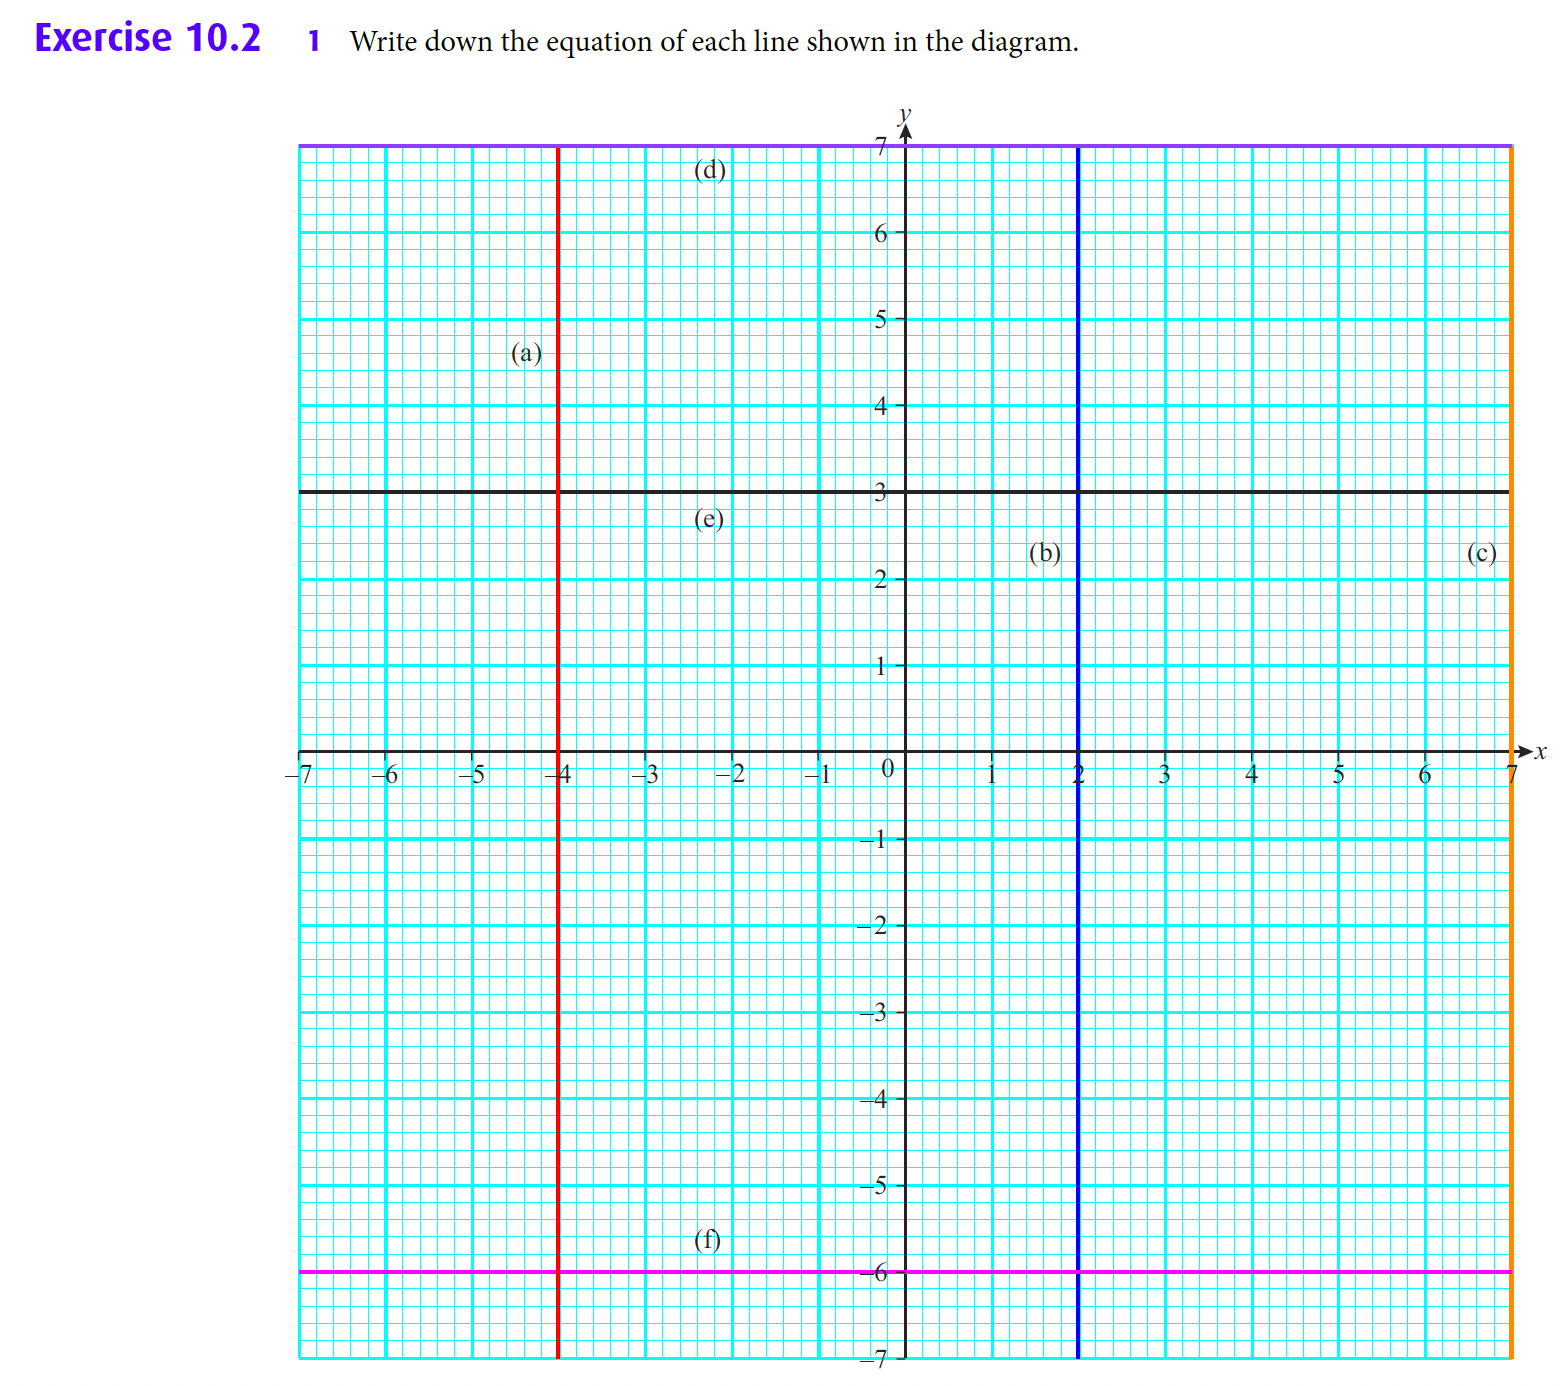 Exercise 10.2 1 Write down the equation of each line shown in the diagram.
y
7
(d)
6
5
(a)
4
3
(e)
(b) (c)
2
1
x
–7 –6 –5 –4 –3 –2 –1 0 1 2 3 4 5 6 7
–1
–2
–3
–4
–5
(f)
–6
–7